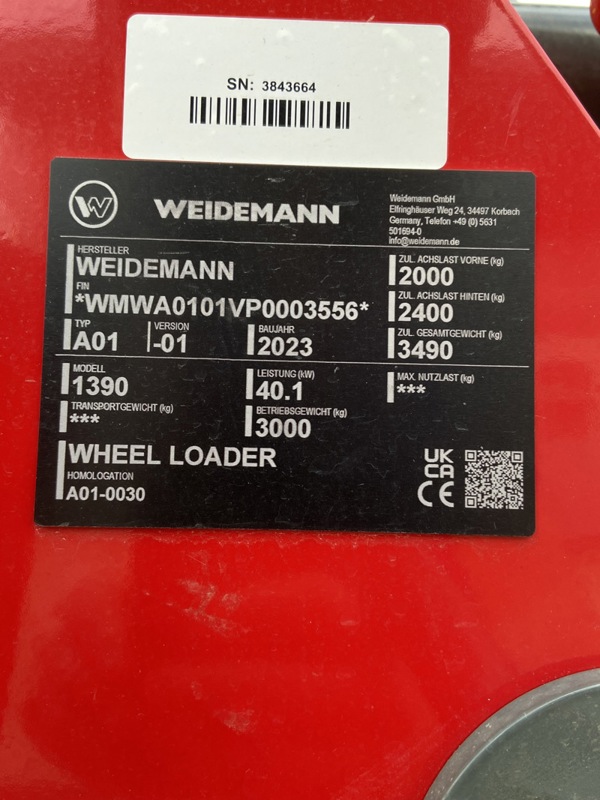 SN: 3843664
W WEIDEMANN
Weidemann GmbH
Elfringhäuser Weg 24, 34497 Korbach
Germany, Telefon +49 (0) 5631
501694-0
info@weidemann.de
HERSTELLER
WEIDEMANN
FIN
*WMWA0101VP0003556*
TYP VERSION BAUJAHR
A01 -01 2023
MODELL LEISTUNG (kW)
1390 40.1
TRANSPORTGEWICHT (kg) BETRIEBSGEWICHT (kg)
*** 3000
ZUL. ACHSLAST VORNE (kg)
2000
ZUL. ACHSLAST HINTEN (kg)
2400
ZUL. GESAMTGEWICHT (kg)
3490
MAX. NUTZLAST (kg)
***
WHEEL LOADER
HOMOLOGATION
A01-0030
UK
CA
CE